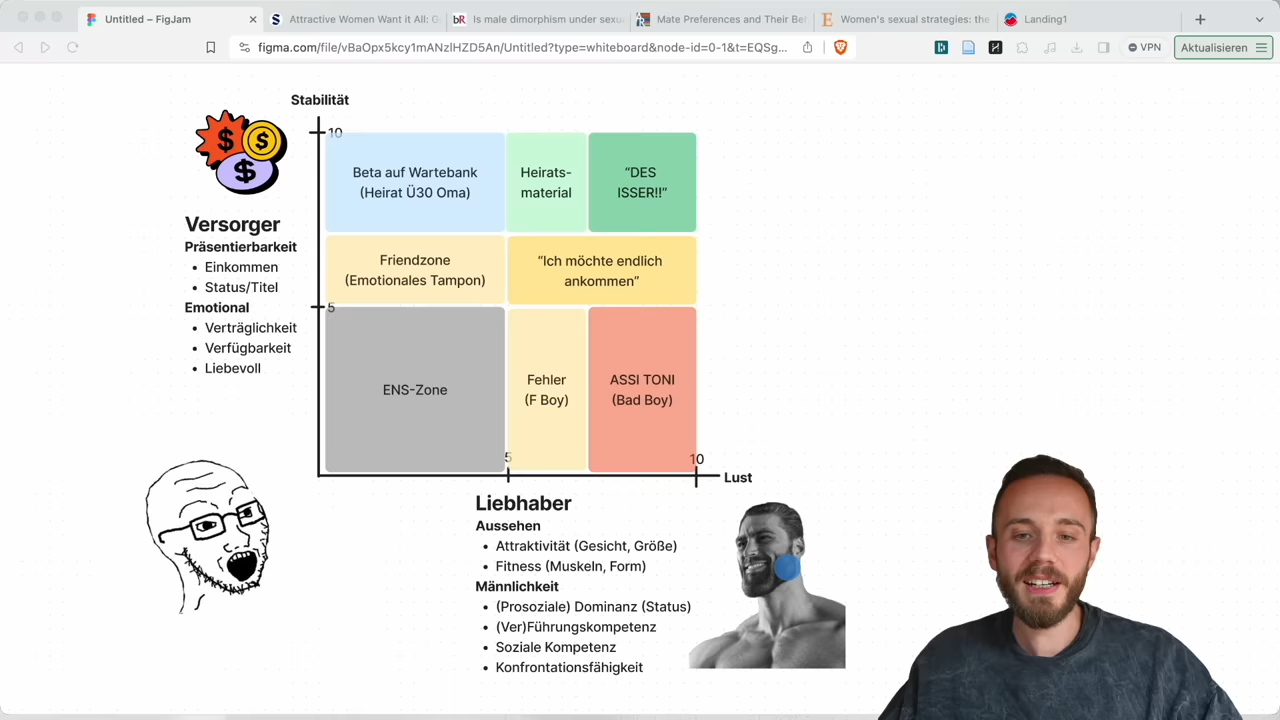 Untitled – FigJam
Attractive Women Want it All: G
bR Is male dimorphism under sexu
Mate Preferences and Their Beh
E Women's sexual strategies: the
Landing1
figma.com/file/vBaOpx5kcy1mANzlHZD5An/Untitled?type=whiteboard&node-id=0-1&t=EQSg...
VPN
Aktualisieren
Stabilität
10
Beta auf Wartebank
(Heirat Ü30 Oma)
Heirats-
material
“DES
ISSER!!”
Versorger
Präsentierbarkeit
• Einkommen
• Status/Titel
Emotional
• Verträglichkeit
• Verfügbarkeit
• Liebevoll
Friendzone
(Emotionales Tampon)
“Ich möchte endlich
ankommen”
5
ENS-Zone
Fehler
(F Boy)
ASSI TONI
(Bad Boy)
5
10
Lust
Liebhaber
Aussehen
• Attraktivität (Gesicht, Größe)
• Fitness (Muskeln, Form)
Männlichkeit
• (Prosoziale) Dominanz (Status)
• (Ver)Führungskompetenz
• Soziale Kompetenz
• Konfrontationsfähigkeit